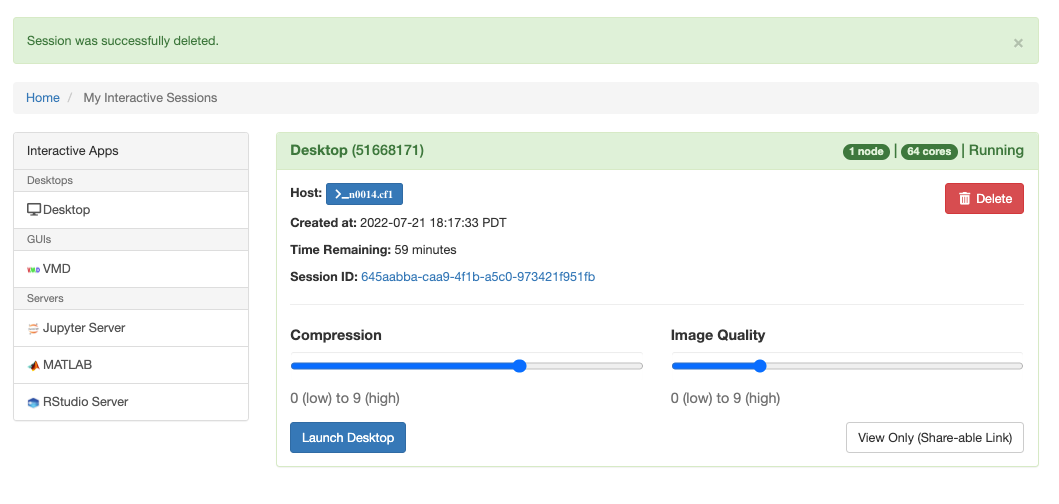 Session was successfully deleted.
×
Home / My Interactive Sessions
Interactive Apps
Desktops
Desktop
GUIs
VMD
VMD
Servers
Jupyter Server
MATLAB
RStudio Server
Desktop (51668171)
1 node | 64 cores | Running
Host: >_n0014.cf1
Delete
Created at: 2022-07-21 18:17:33 PDT
Time Remaining: 59 minutes
Session ID: 645aabba-caa9-4f1b-a5c0-973421f951fb
Compression
0 (low) to 9 (high)
Image Quality
0 (low) to 9 (high)
Launch Desktop
View Only (Share-able Link)